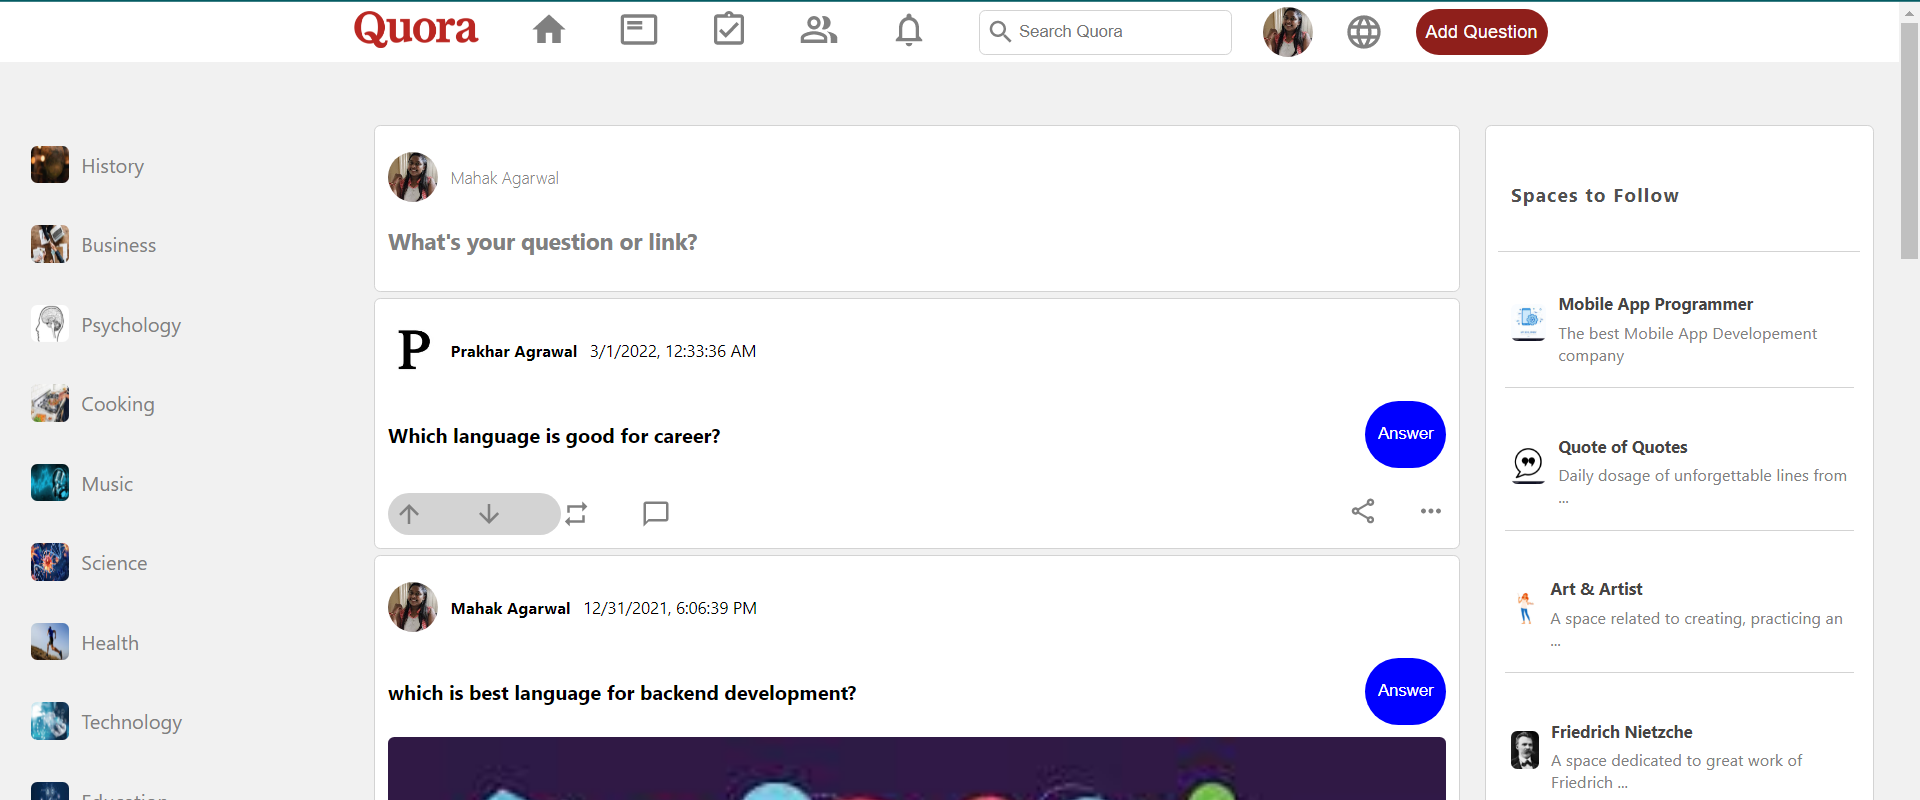 Quora
Search Quora
Add Question
History
Business
Psychology
Cooking
Music
Science
Health
Technology
Education
Mahak Agarwal
What's your question or link?
P
Prakhar Agrawal 3/1/2022, 12:33:36 AM
Which language is good for career?
Answer
Mahak Agarwal 12/31/2021, 6:06:39 PM
which is best language for backend development?
Answer
Spaces to Follow
Mobile App Programmer
The best Mobile App Developement
company
Quote of Quotes
Daily dosage of unforgettable lines from
...
Art & Artist
A space related to creating, practicing an
...
Friedrich Nietzche
A space dedicated to great work of
Friedrich ...